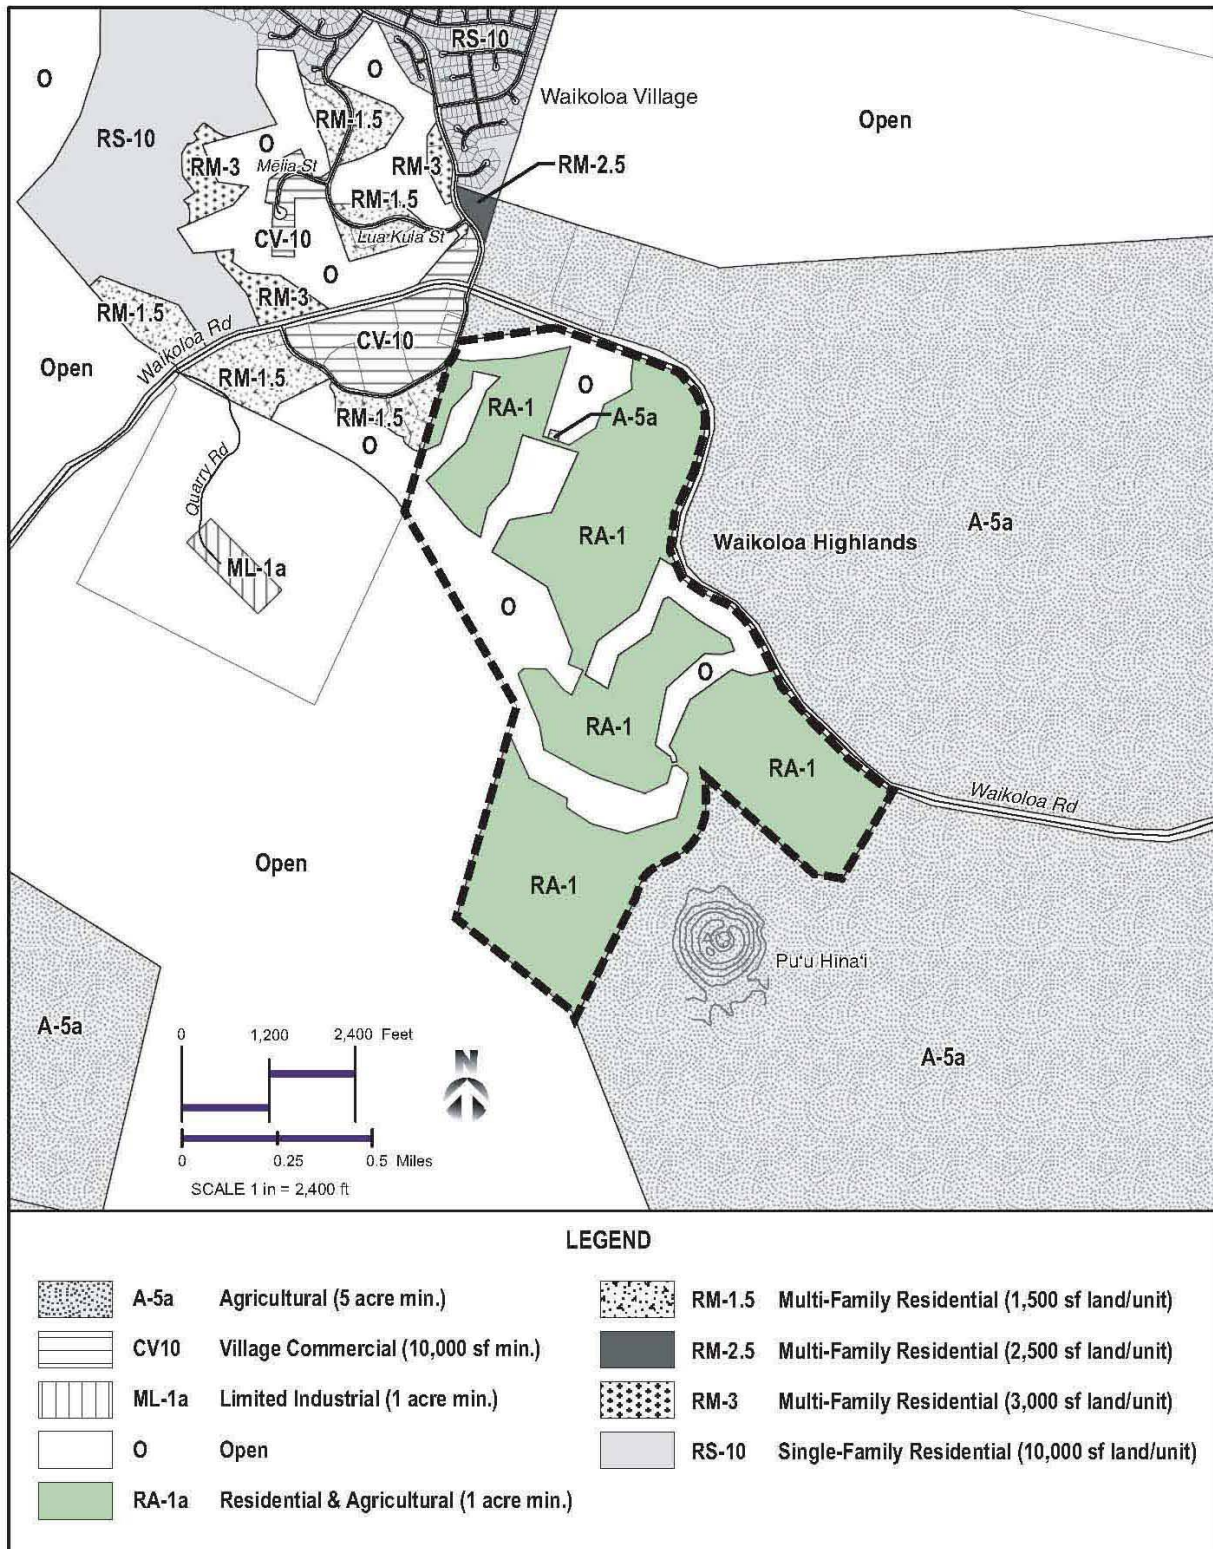 RS-10
O
O
Waikoloa Village
Open
RS-10
RM-1.5
O
RM-3
Mēlia St
RM-3
RM-2.5
RM-1.5
CV-10
Lua Kula St
O
RM-3
RM-1.5
Waikoloa Rd
CV-10
Open
RM-1.5
RM-1.5
O
RA-1
O
A-5a
Quarry Rd
RA-1
A-5a
Waikoloa Highlands
ML-1a
O
O
RA-1
RA-1
Waikoloa Rd
Open
RA-1
Pu'u Hina'i
A-5a
A-5a
0 1,200 2,400 Feet
N
0 0.25 0.5 Miles
SCALE 1 in = 2,400 ft
LEGEND
A-5a Agricultural (5 acre min.)
CV10 Village Commercial (10,000 sf min.)
ML-1a Limited Industrial (1 acre min.)
O Open
RA-1a Residential & Agricultural (1 acre min.)
RM-1.5 Multi-Family Residential (1,500 sf land/unit)
RM-2.5 Multi-Family Residential (2,500 sf land/unit)
RM-3 Multi-Family Residential (3,000 sf land/unit)
RS-10 Single-Family Residential (10,000 sf land/unit)